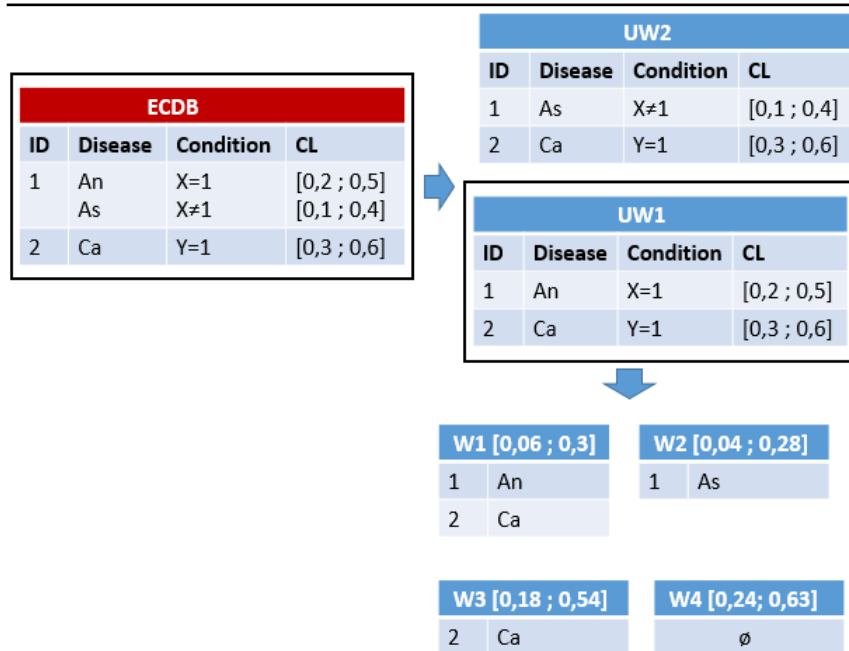 ECDB
ID Disease Condition CL
1 An X=1 [0,2 ; 0,5]
As X≠1 [0,1 ; 0,4]
2 Ca Y=1 [0,3 ; 0,6]
UW2
ID Disease Condition CL
1 As X≠1 [0,1 ; 0,4]
2 Ca Y=1 [0,3 ; 0,6]
UW1
ID Disease Condition CL
1 An X=1 [0,2 ; 0,5]
2 Ca Y=1 [0,3 ; 0,6]
W1 [0,06 ; 0,3]
1 An
2 Ca
W2 [0,04 ; 0,28]
1 As
W3 [0,18 ; 0,54]
2 Ca
W4 [0,24; 0,63]
ø